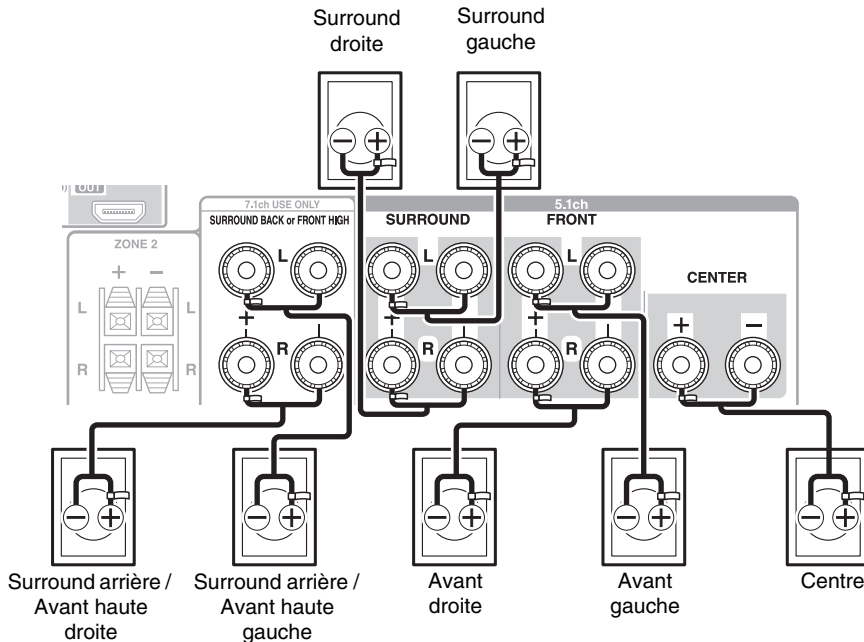 Surround
droite
Surround
gauche
OUT
7.1ch USE ONLY
5.1ch
SURROUND BACK or FRONT HIGH
SURROUND
FRONT
ZONE 2
CENTER
+ −
L
L
L
L
L
+ −
+ −
+ −
+ −
R
R
R
R
R
− +
− +
− +
− +
− +
− +
− +
Surround arrière /
Avant haute
droite
Surround arrière /
Avant haute
gauche
Avant
droite
Avant
gauche
Centre